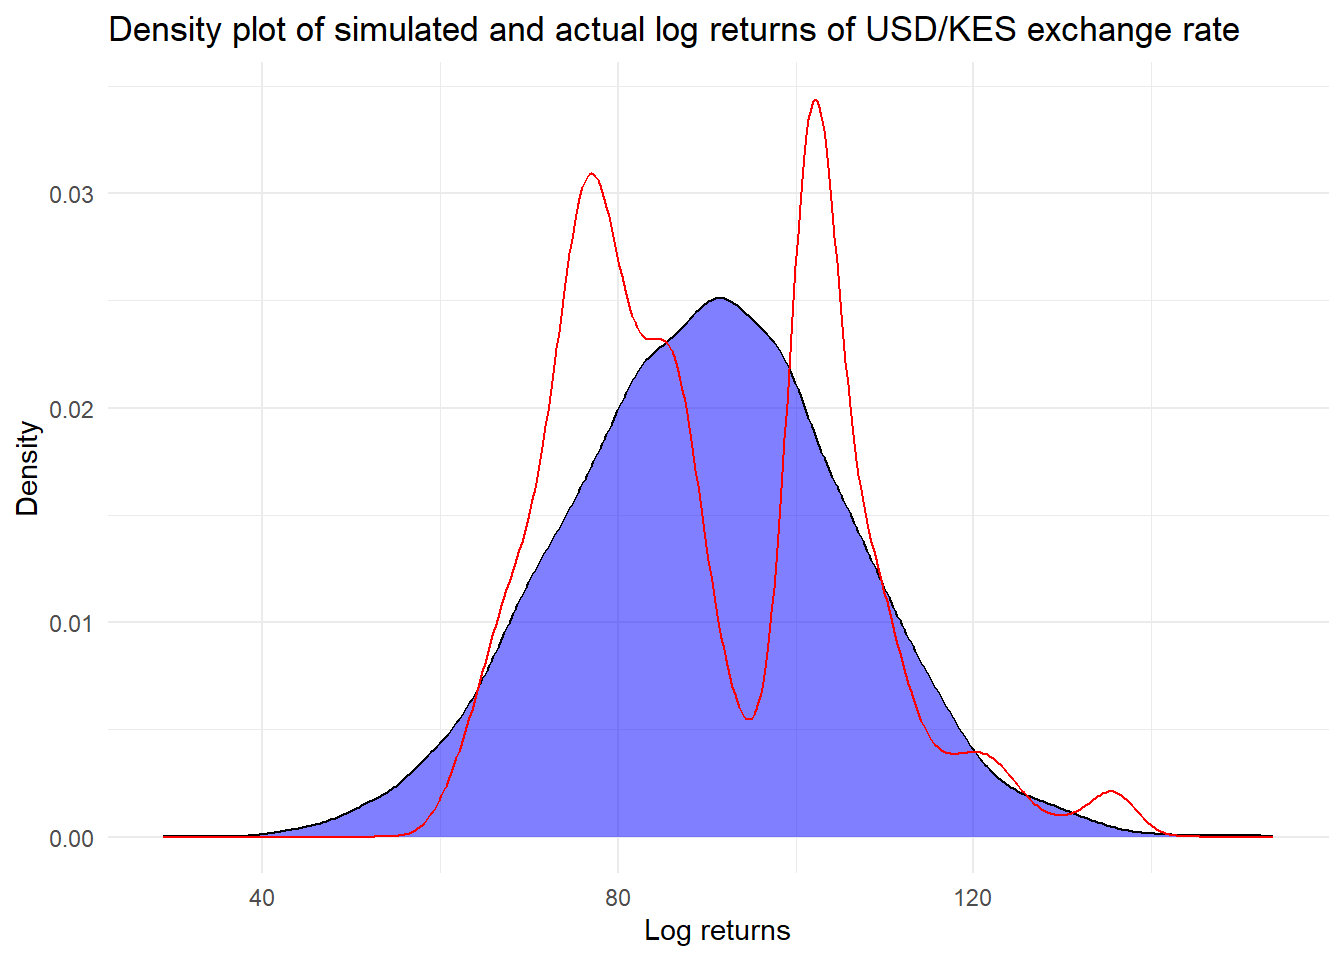 Density plot of simulated and actual log returns of USD/KES exchange rate
0.03
0.02
0.01
0.00
Density
40 80 120
Log returns